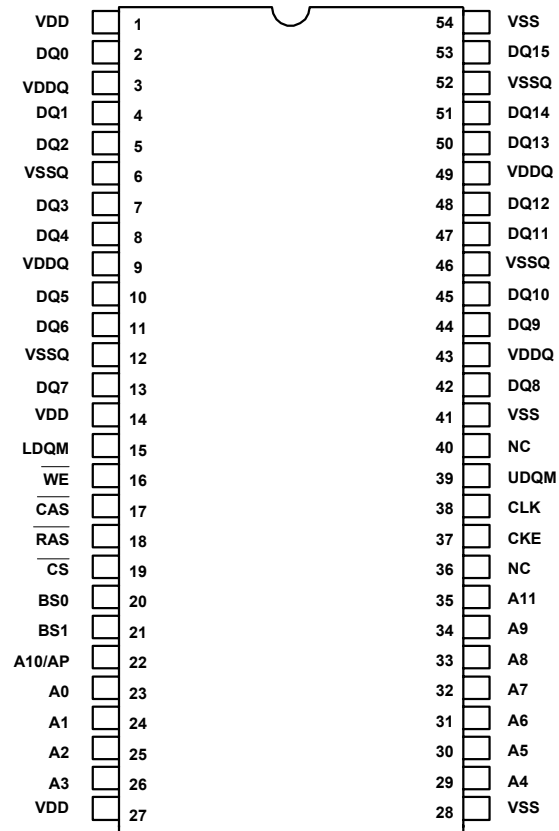 VDD 1 54 VSS
DQ0 2 53 DQ15
VDDQ 3 52 VSSQ
DQ1 4 51 DQ14
DQ2 5 50 DQ13
VSSQ 6 49 VDDQ
DQ3 7 48 DQ12
DQ4 8 47 DQ11
VDDQ 9 46 VSSQ
DQ5 10 45 DQ10
DQ6 11 44 DQ9
VSSQ 12 43 VDDQ
DQ7 13 42 DQ8
VDD 14 41 VSS
LDQM 15 40 NC
W̅E̅ 16 39 UDQM
C̅A̅S̅ 17 38 CLK
R̅A̅S̅ 18 37 CKE
C̅S̅ 19 36 NC
BS0 20 35 A11
BS1 21 34 A9
A10/AP 22 33 A8
A0 23 32 A7
A1 24 31 A6
A2 25 30 A5
A3 26 29 A4
VDD 27 28 VSS